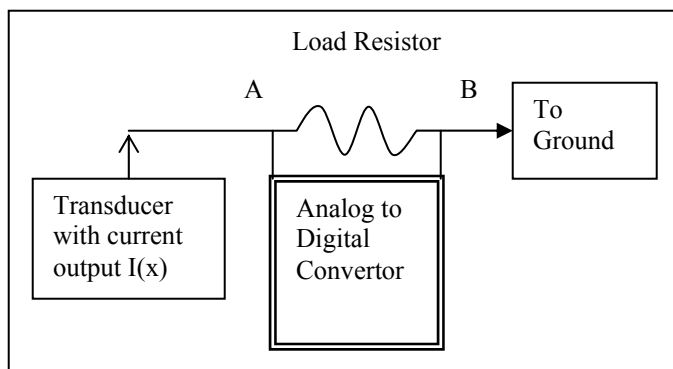 Load Resistor
A
B
To
Ground
Transducer
with current
output I(x)
Analog to
Digital
Convertor